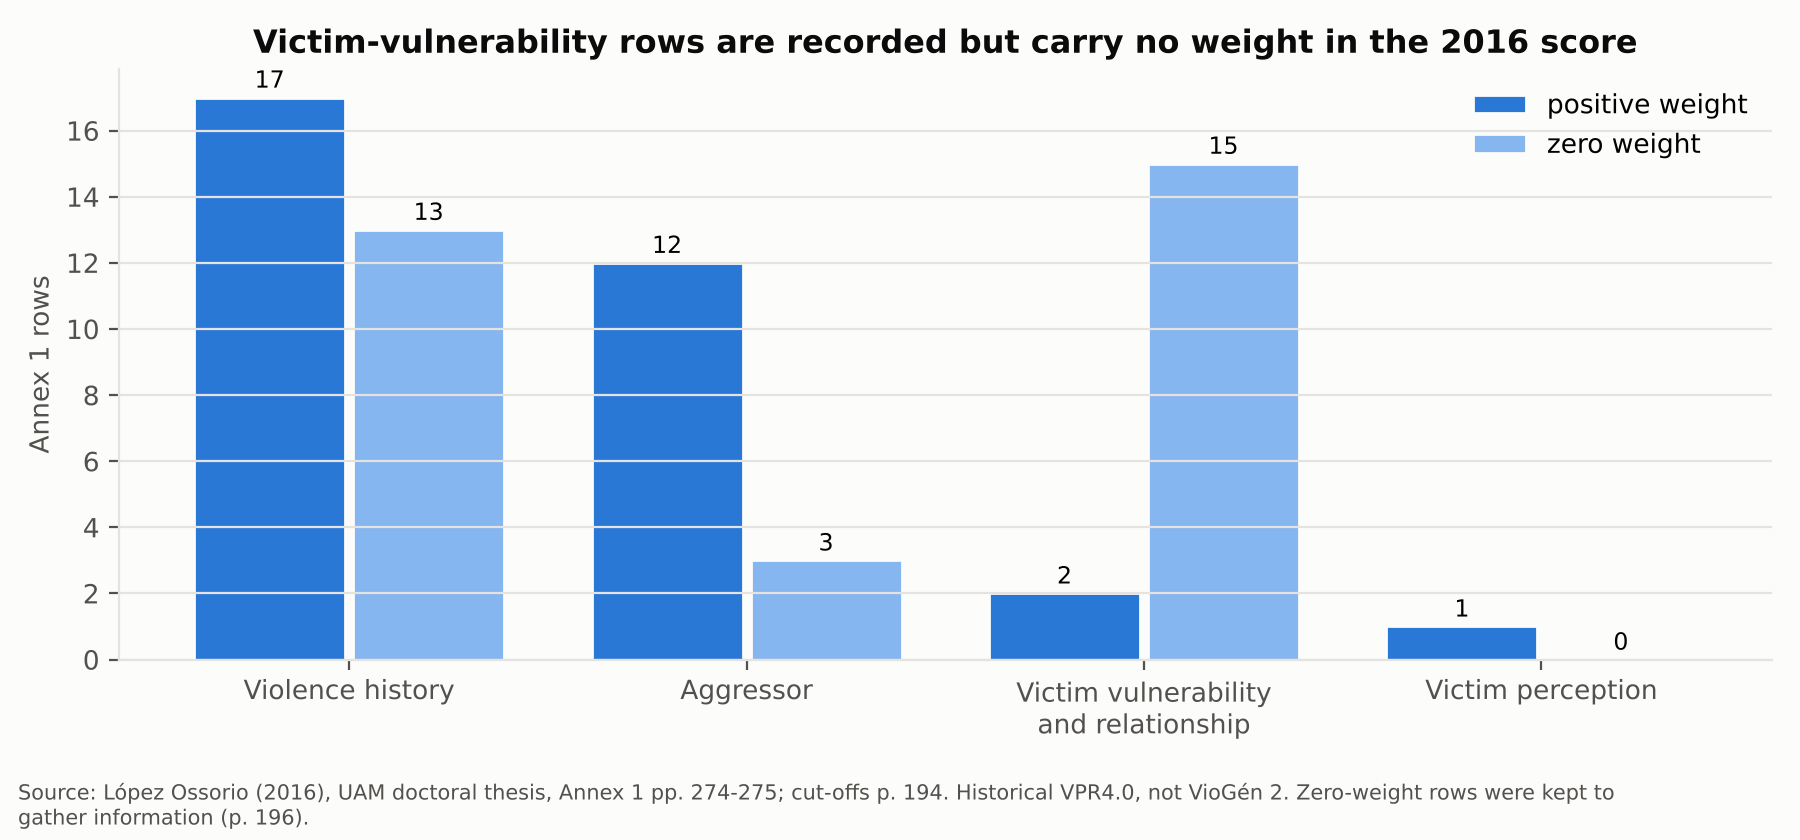 Victim-vulnerability rows are recorded but carry no weight in the 2016 score
positive weight
zero weight
Annex 1 rows
16
14
12
10
8
6
4
2
0
17
13
12
3
2
15
1
0
Violence history
Aggressor
Victim vulnerability
and relationship
Victim perception
Source: López Ossorio (2016), UAM doctoral thesis, Annex 1 pp. 274-275; cut-offs p. 194. Historical VPR4.0, not VioGén 2. Zero-weight rows were kept to
gather information (p. 196).